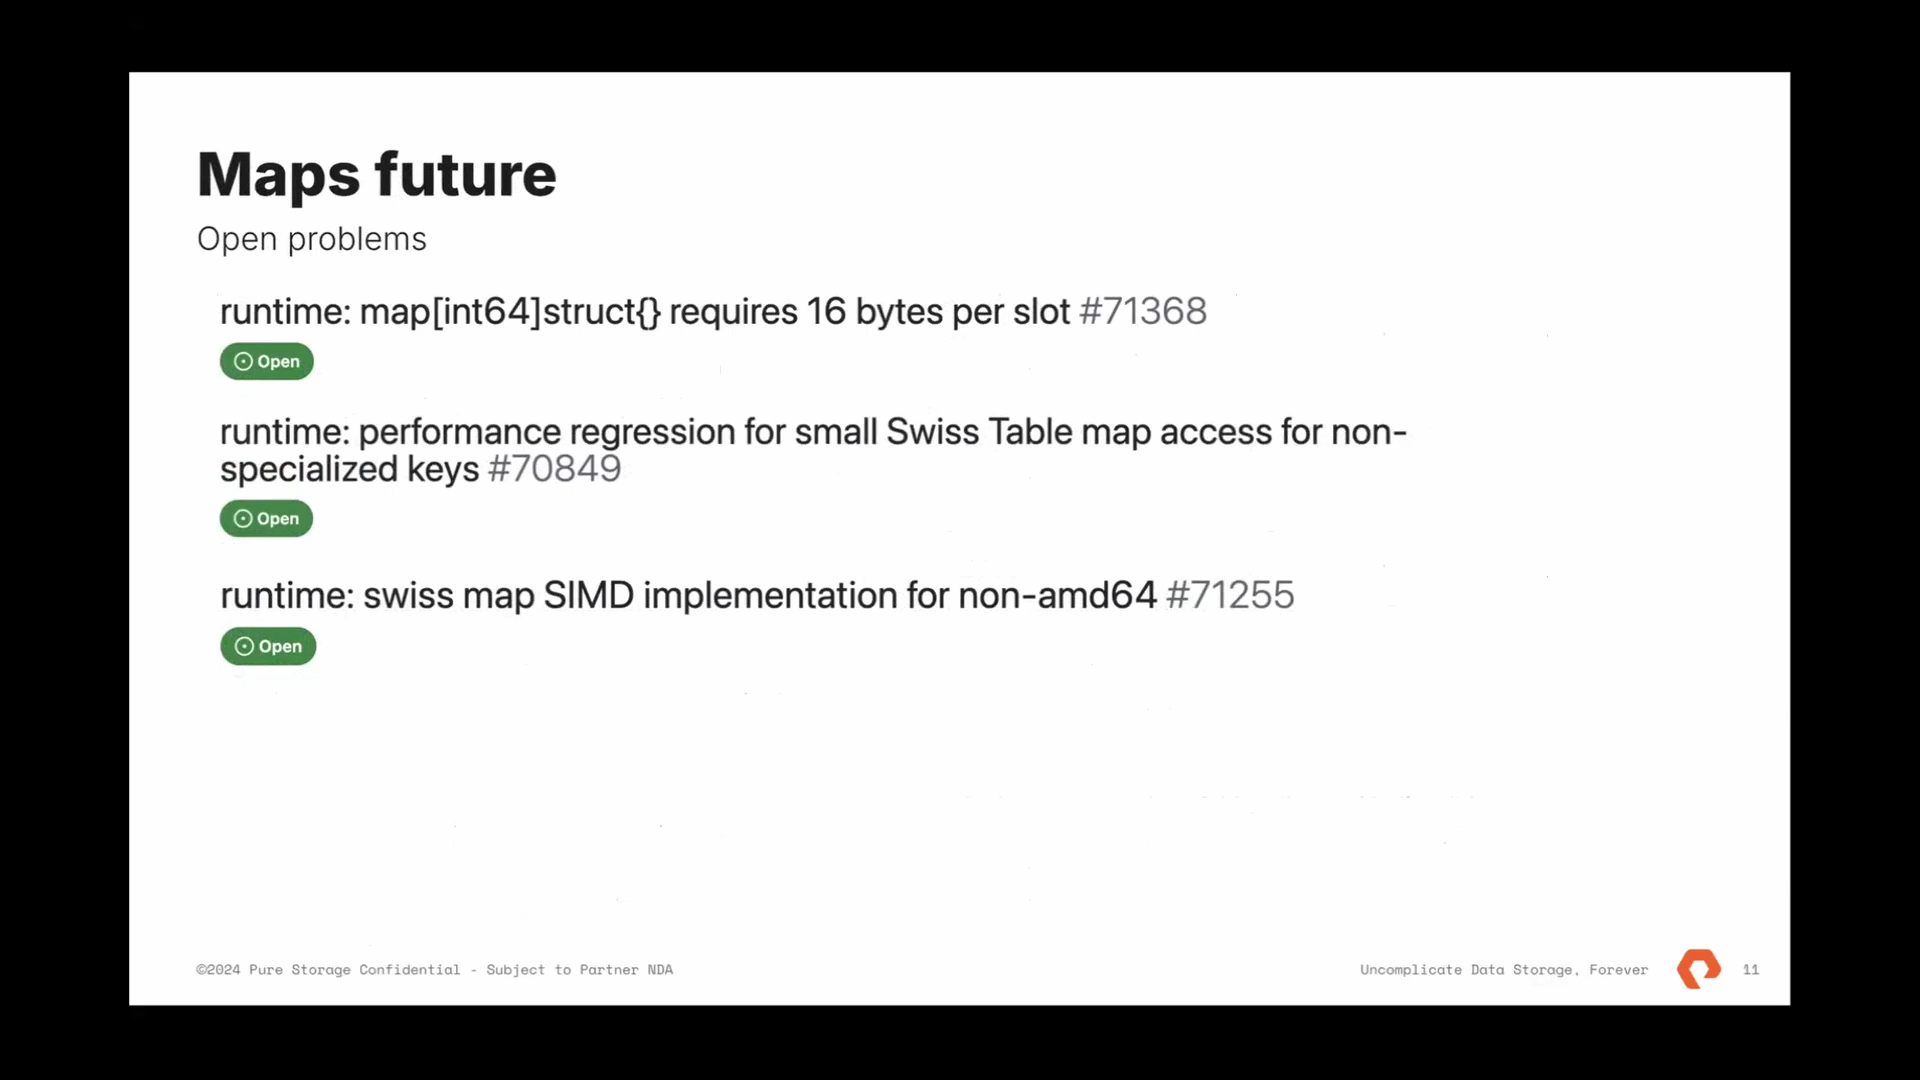 Maps future
Open problems
runtime: map[int64]struct{} requires 16 bytes per slot #71368
Open
runtime: performance regression for small Swiss Table map access for non-
specialized keys #70849
Open
runtime: swiss map SIMD implementation for non-amd64 #71255
Open
©2024 Pure Storage Confidential - Subject to Partner NDA
Uncomplicate Data Storage, Forever
11